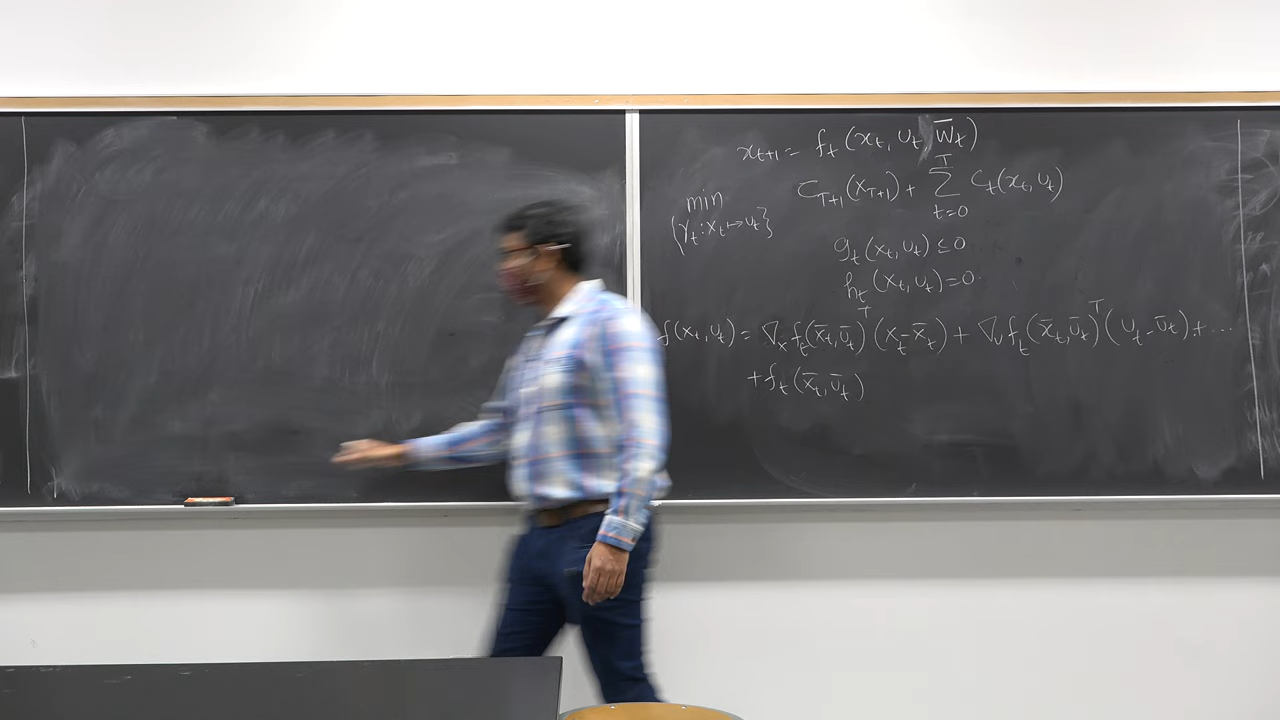 x_{t+1} = f_t(x_t, u_t, w̄_t)
min C_{T+1}(x_{T+1}) + Σ_{t=0}^{T} C_t(x_t, u_t)
{γ_t : x_t ↦ u_t}
g_t(x_t, u_t) ≤ 0
h_t(x_t, u_t) = 0
f(x_t, u_t) = ∇_x f_t(x̄_t, ū_t)^T (x_t - x̄_t) + ∇_u f_t(x̄_t, ū_t)^T (u_t - ū_t) + ...
+ f_t(x̄_t, ū_t)